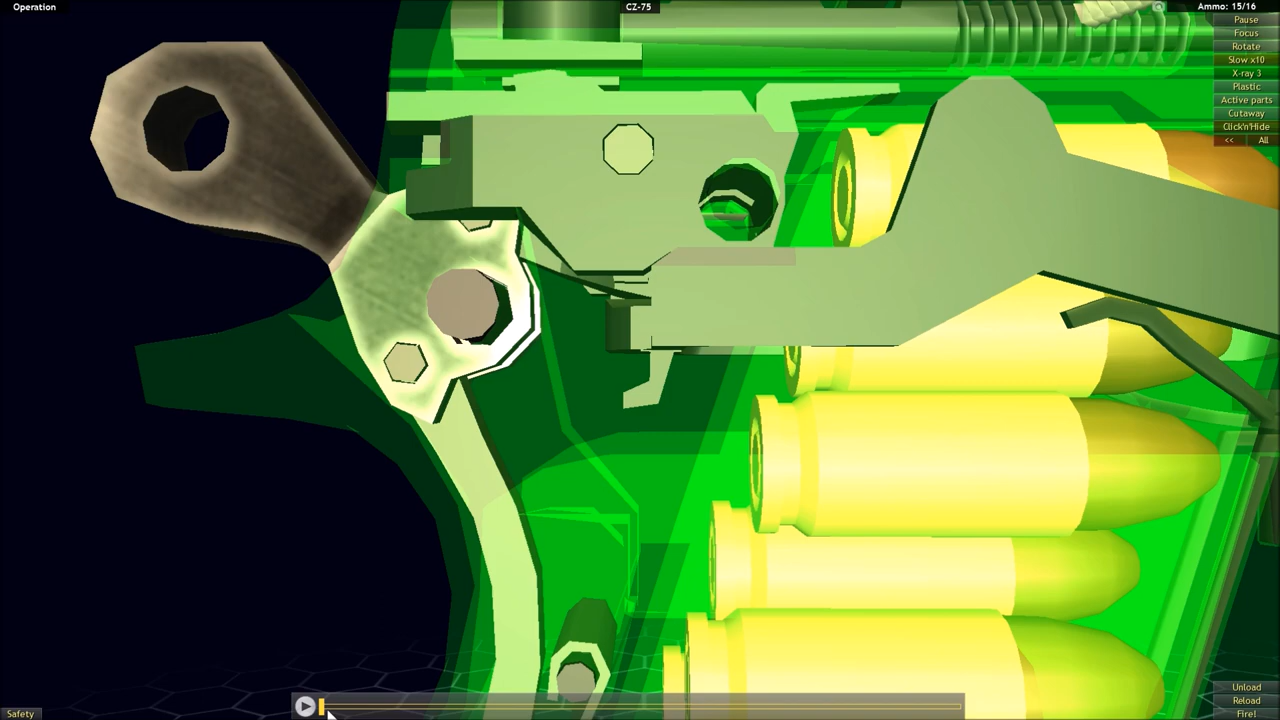 Operation
CZ-75
Ammo: 15/16
Pause
Focus
Rotate
Slow x10
X-ray 3
Plastic
Active parts
Cutaway
Click'n'Hide
<< All
Unload
Reload
Safety
Fire!